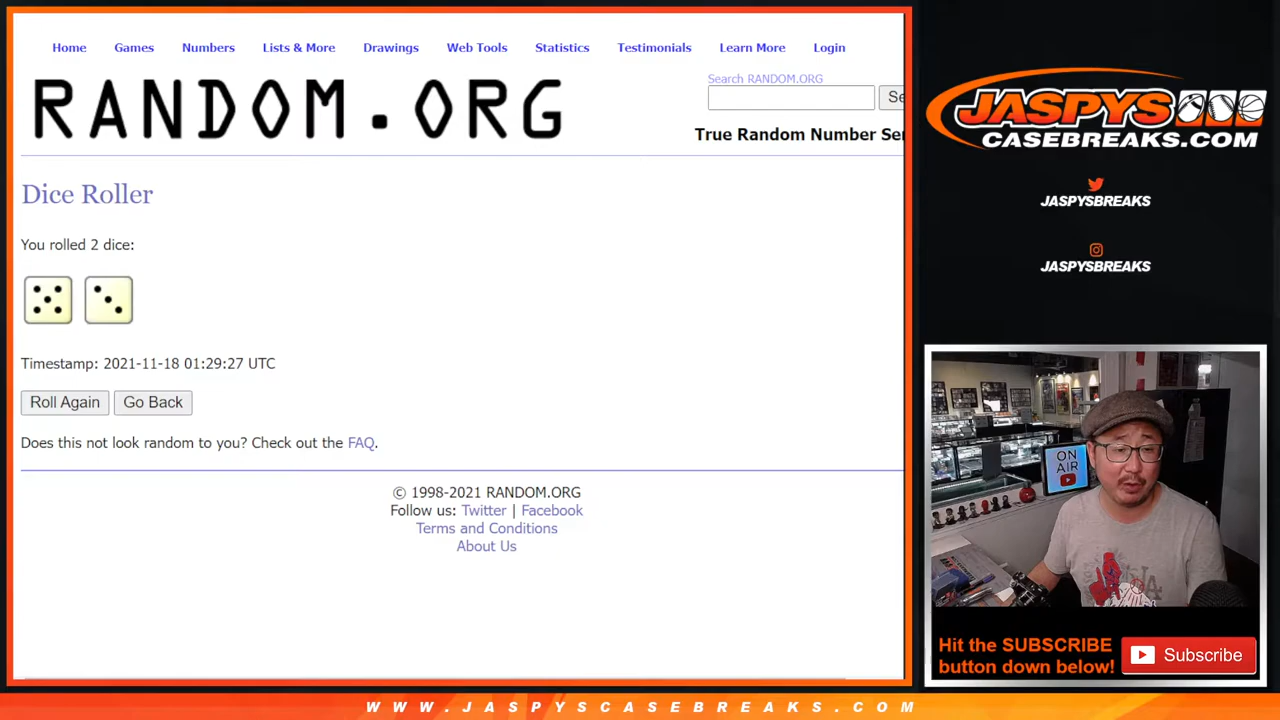 Home Games Numbers Lists & More Drawings Web Tools Statistics Testimonials Learn More Login
RANDOM.ORG
Search RANDOM.ORG
Se
True Random Number Ser
Dice Roller
You rolled 2 dice:
Timestamp: 2021-11-18 01:29:27 UTC
Roll Again Go Back
Does this not look random to you? Check out the FAQ.
© 1998-2021 RANDOM.ORG
Follow us: Twitter | Facebook
Terms and Conditions
About Us
JASPYS
CASEBREAKS.COM
JASPYSBREAKS
JASPYSBREAKS
ON
AIR
LA
Hit the SUBSCRIBE
button down below!
Subscribe
WWW.JASPYSCASEBREAKS.COM